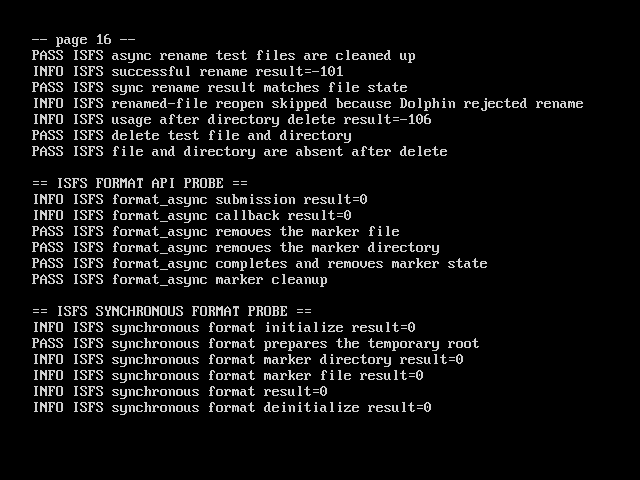 -- page 16 --
PASS ISFS async rename test files are cleaned up
INFO ISFS successful rename result=-101
PASS ISFS sync rename result matches file state
INFO ISFS renamed-file reopen skipped because Dolphin rejected rename
INFO ISFS usage after directory delete result=-106
PASS ISFS delete test file and directory
PASS ISFS file and directory are absent after delete

== ISFS FORMAT API PROBE ==
INFO ISFS format_async submission result=0
INFO ISFS format_async callback result=0
PASS ISFS format_async removes the marker file
PASS ISFS format_async removes the marker directory
PASS ISFS format_async completes and removes marker state
PASS ISFS format_async marker cleanup

== ISFS SYNCHRONOUS FORMAT PROBE ==
INFO ISFS synchronous format initialize result=0
PASS ISFS synchronous format prepares the temporary root
INFO ISFS synchronous format marker directory result=0
INFO ISFS synchronous format marker file result=0
INFO ISFS synchronous format result=0
INFO ISFS synchronous format deinitialize result=0